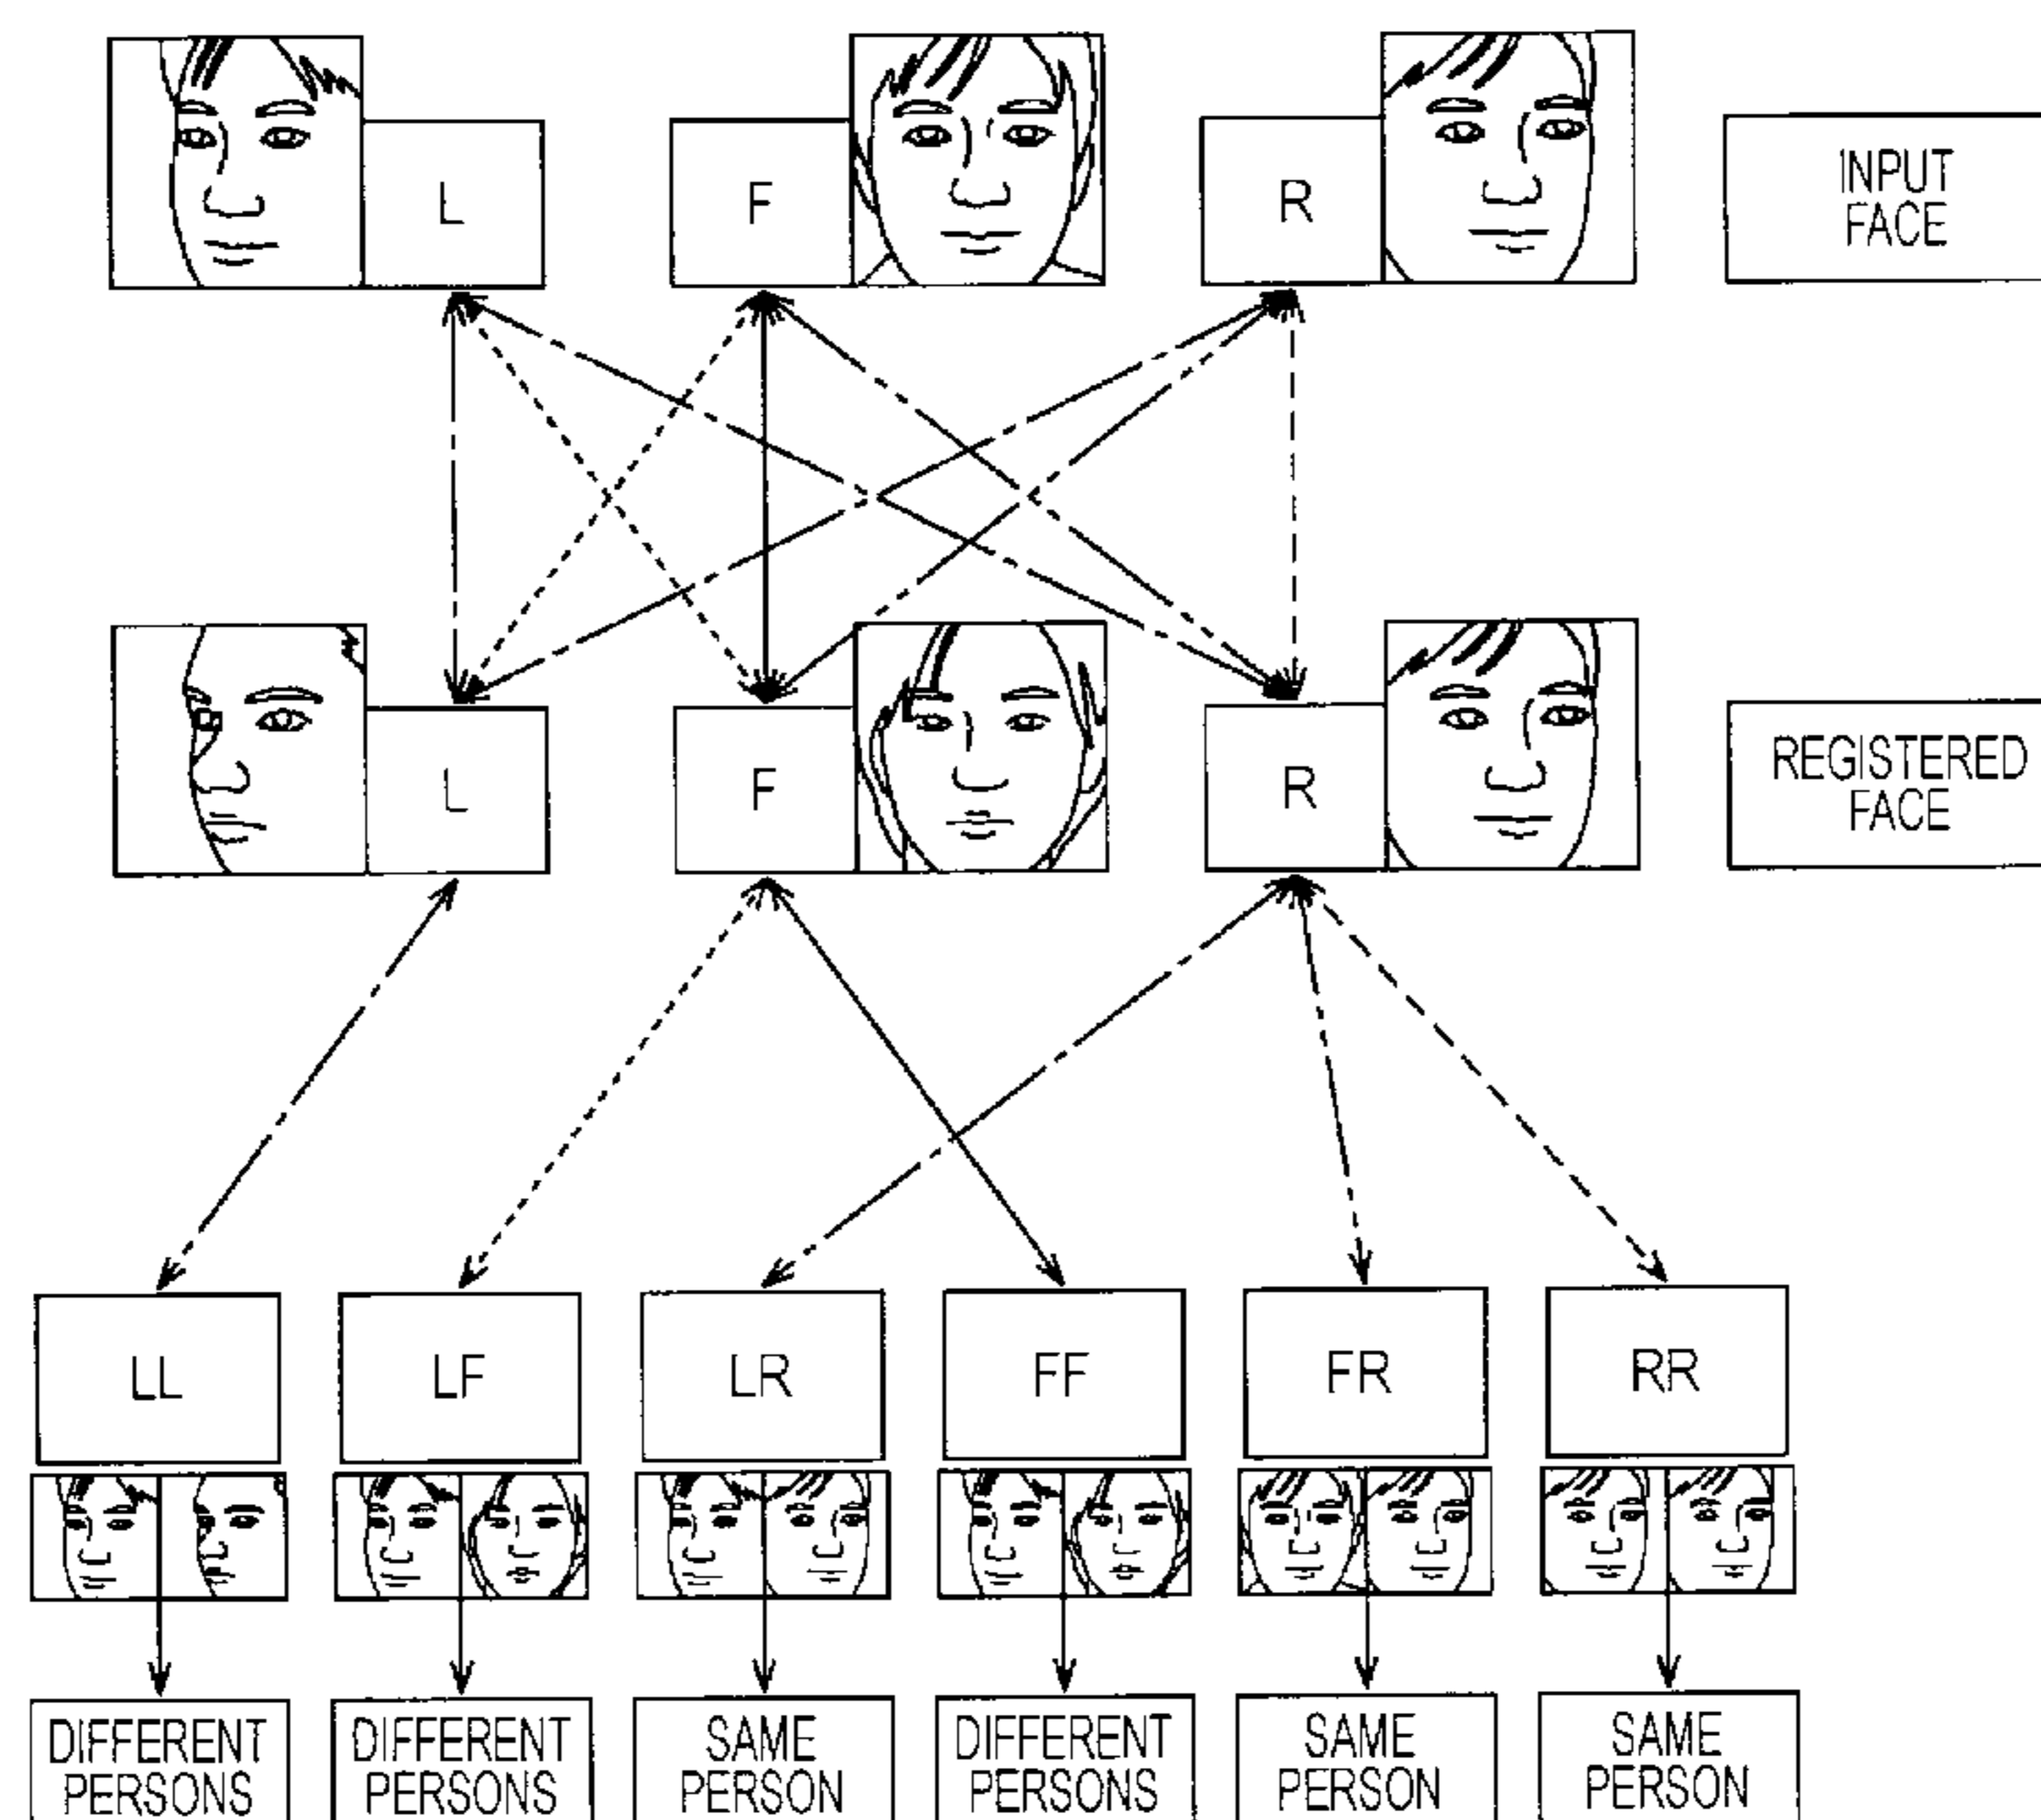 L
F
R
INPUT
FACE
L
F
R
REGISTERED
FACE
LL
LF
LR
FF
FR
RR
DIFFERENT
PERSONS
DIFFERENT
PERSONS
SAME
PERSON
DIFFERENT
PERSONS
SAME
PERSON
SAME
PERSON